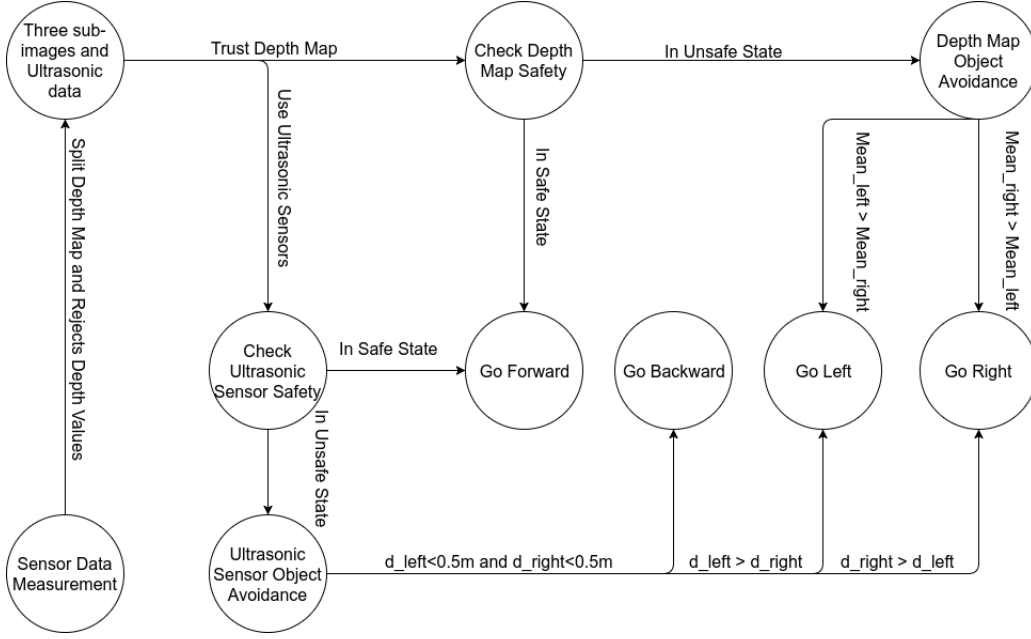 Three sub-
images and
Ultrasonic
data
Trust Depth Map
Check Depth
Map Safety
In Unsafe State
Depth Map
Object
Avoidance
Use Ultrasonic Sensors
Split Depth Map and Rejects Depth Values
In Safe State
Mean_left > Mean_right
Mean_right > Mean_left
Check
Ultrasonic
Sensor Safety
In Safe State
Go Forward
Go Backward
Go Left
Go Right
In Unsafe State
Sensor Data
Measurement
Ultrasonic
Sensor Object
Avoidance
d_left<0.5m and d_right<0.5m
d_left > d_right
d_right > d_left